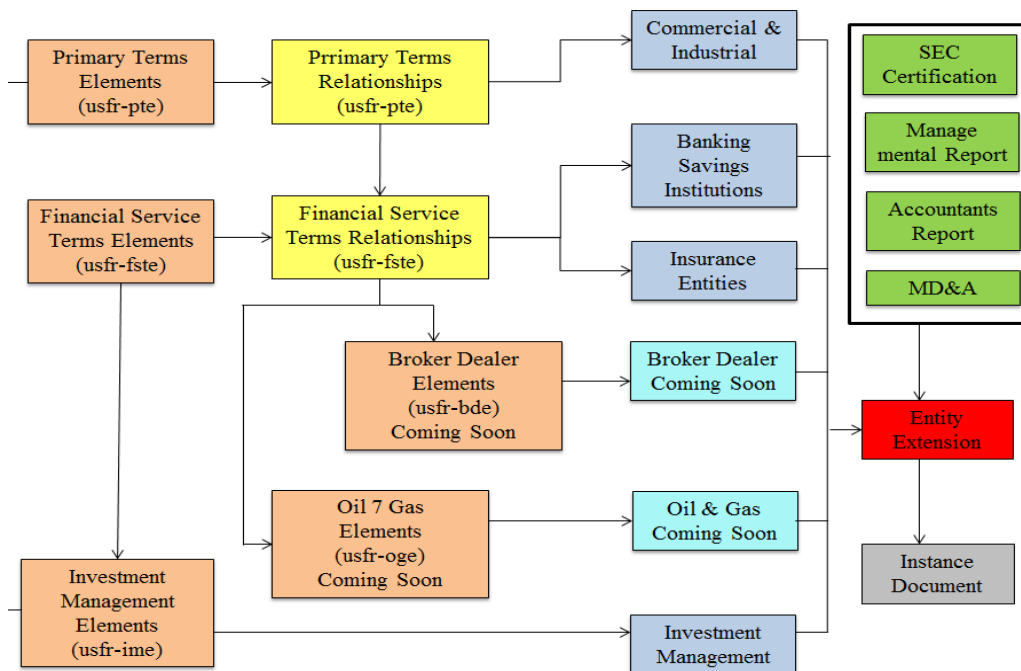 Primary Terms
Elements
(usfr-pte)
Prrimary Terms
Relationships
(usfr-pte)
Commercial &
Industrial
SEC
Certification
Manage
mental Report
Accountants
Report
MD&A
Banking
Savings
Institutions
Financial Service
Terms Elements
(usfr-fste)
Financial Service
Terms Relationships
(usfr-fste)
Insurance
Entities
Broker Dealer
Elements
(usfr-bde)
Coming Soon
Broker Dealer
Coming Soon
Entity
Extension
Oil 7 Gas
Elements
(usfr-oge)
Coming Soon
Oil & Gas
Coming Soon
Instance
Document
Investment
Management
Elements
(usfr-ime)
Investment
Management